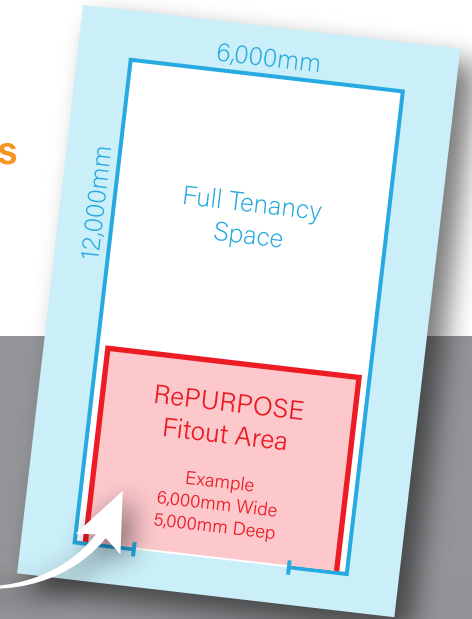 s
6,000mm
12,000mm
Full Tenancy
Space
RePURPOSE
Fitout Area
Example
6,000mm Wide
5,000mm Deep